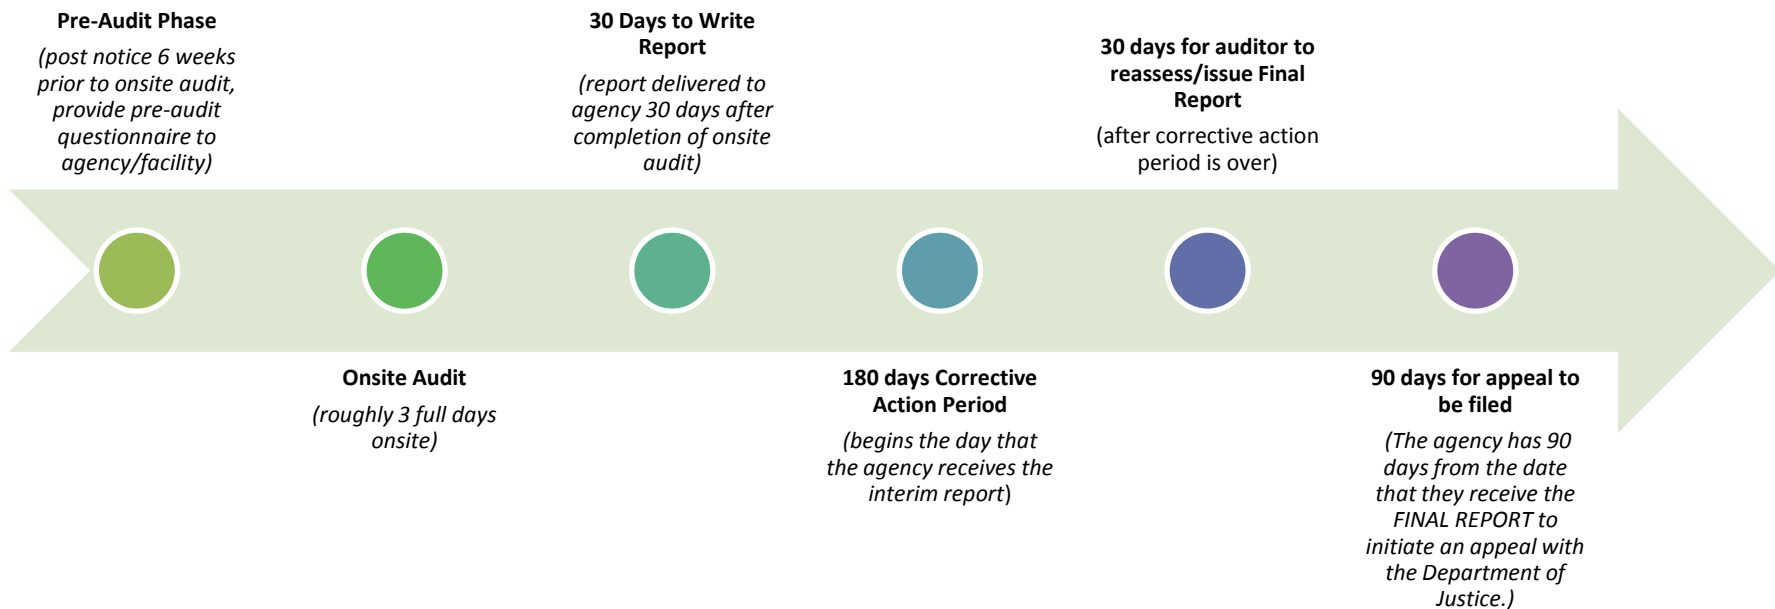 Pre-Audit Phase
(post notice 6 weeks
prior to onsite audit,
provide pre-audit
questionnaire to
agency/facility)
Onsite Audit
(roughly 3 full days
onsite)
30 Days to Write
Report
(report delivered to
agency 30 days after
completion of onsite
audit)
180 days Corrective
Action Period
(begins the day that
the agency receives the
interim report)
30 days for auditor to
reassess/issue Final
Report
(after corrective action
period is over)
90 days for appeal to
be filed
(The agency has 90
days from the date
that they receive the
FINAL REPORT to
initiate an appeal with
the Department of
Justice.)